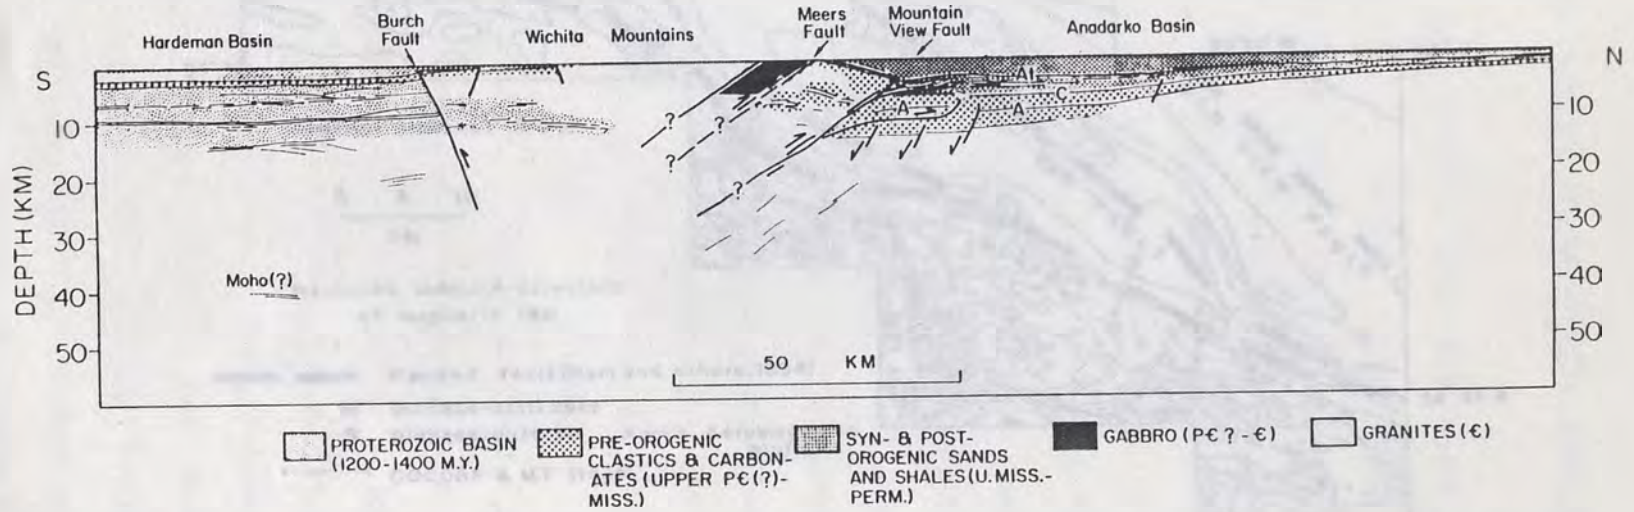 Hardeman Basin
Burch
Fault
Wichita Mountains
Meers
Fault
Mountain
View Fault
Anadarko Basin
S
N
DEPTH (KM)
10
20
30
40
50
10
20
30
40
50
?
?
?
?
?
A
A
A
C
Moho(?)
50 KM
PROTEROZOIC BASIN
(1200-1400 M.Y.)
PRE-OROGENIC
CLASTICS & CARBON-
ATES (UPPER P€(?)-
MISS.)
SYN- & POST-
OROGENIC SANDS
AND SHALES (U. MISS.-
PERM.)
GABBRO (P€ ? - €)
GRANITES (€)